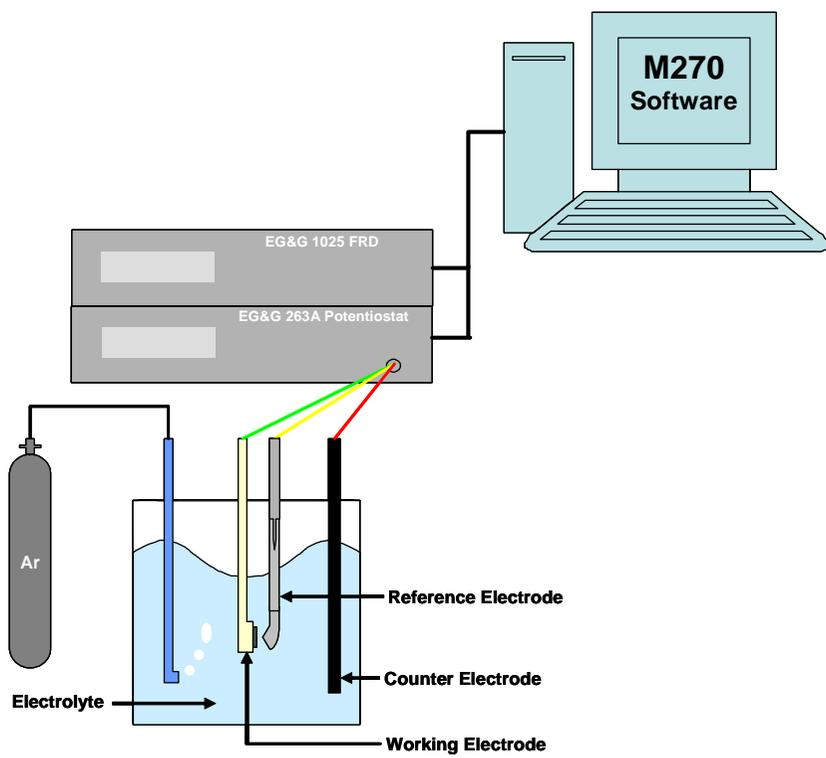 M270
Software
EG&G 1025 FRD
EG&G 263A Potentiostat
Ar
Reference Electrode
Counter Electrode
Electrolyte
Working Electrode